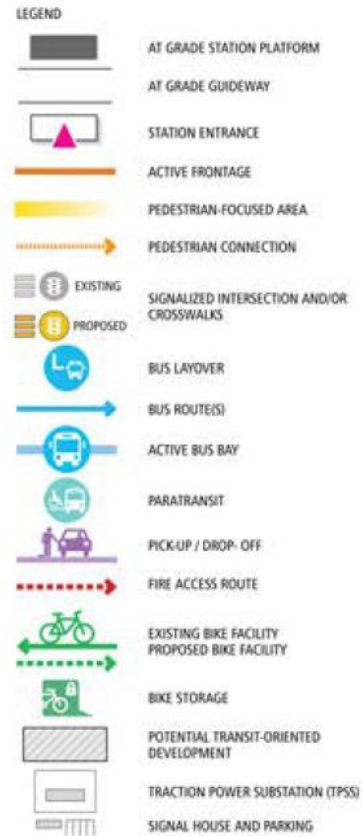 LEGEND
AT GRADE STATION PLATFORM
AT GRADE GUIDEWAY
STATION ENTRANCE
ACTIVE FRONTAGE
PEDESTRIAN-FOCUSED AREA
PEDESTRIAN CONNECTION
EXISTING
PROPOSED
SIGNALIZED INTERSECTION AND/OR
CROSSWALKS
L
BUS LAYOVER
BUS ROUTE(S)
ACTIVE BUS BAY
PARATRANSIT
PICK-UP / DROP- OFF
FIRE ACCESS ROUTE
EXISTING BIKE FACILITY
PROPOSED BIKE FACILITY
BIKE STORAGE
POTENTIAL TRANSIT-ORIENTED
DEVELOPMENT
TRACTION POWER SUBSTATION (TPSS)
SIGNAL HOUSE AND PARKING